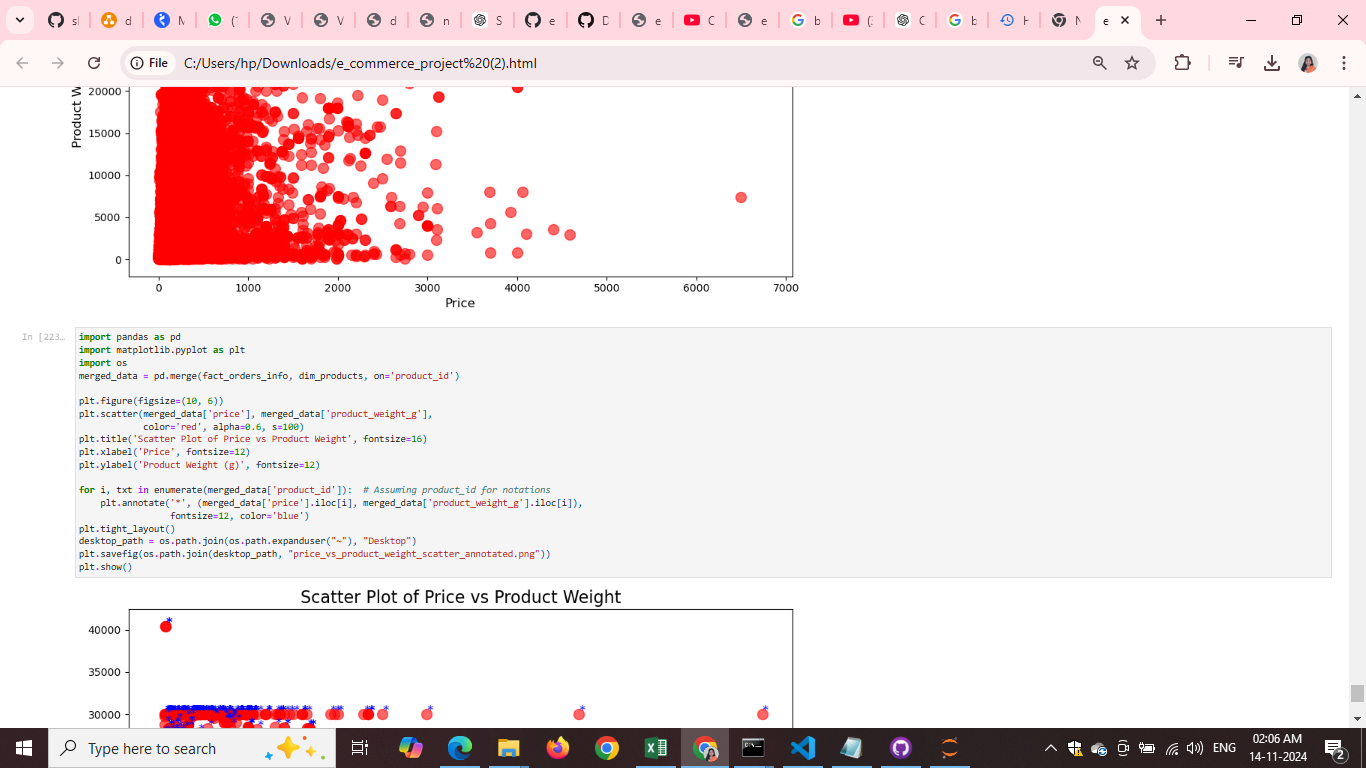 File
C:/Users/hp/Downloads/e_commerce_project%20(2).html
Product W
20000
15000
10000
5000
0
0 1000 2000 3000 4000 5000 6000 7000
Price
In [223…
import pandas as pd
import matplotlib.pyplot as plt
import os
merged_data = pd.merge(fact_orders_info, dim_products, on='product_id')
plt.figure(figsize=(10, 6))
plt.scatter(merged_data['price'], merged_data['product_weight_g'],
color='red', alpha=0.6, s=100)
plt.title('Scatter Plot of Price vs Product Weight', fontsize=16)
plt.xlabel('Price', fontsize=12)
plt.ylabel('Product Weight (g)', fontsize=12)
for i, txt in enumerate(merged_data['product_id']):  # Assuming product_id for notations
plt.annotate('*', (merged_data['price'].iloc[i], merged_data['product_weight_g'].iloc[i]),
fontsize=12, color='blue')
plt.tight_layout()
desktop_path = os.path.join(os.path.expanduser("~"), "Desktop")
plt.savefig(os.path.join(desktop_path, "price_vs_product_weight_scatter_annotated.png"))
plt.show()
Scatter Plot of Price vs Product Weight
40000
35000
30000
Type here to search
ENG
02:06 AM
14-11-2024
2